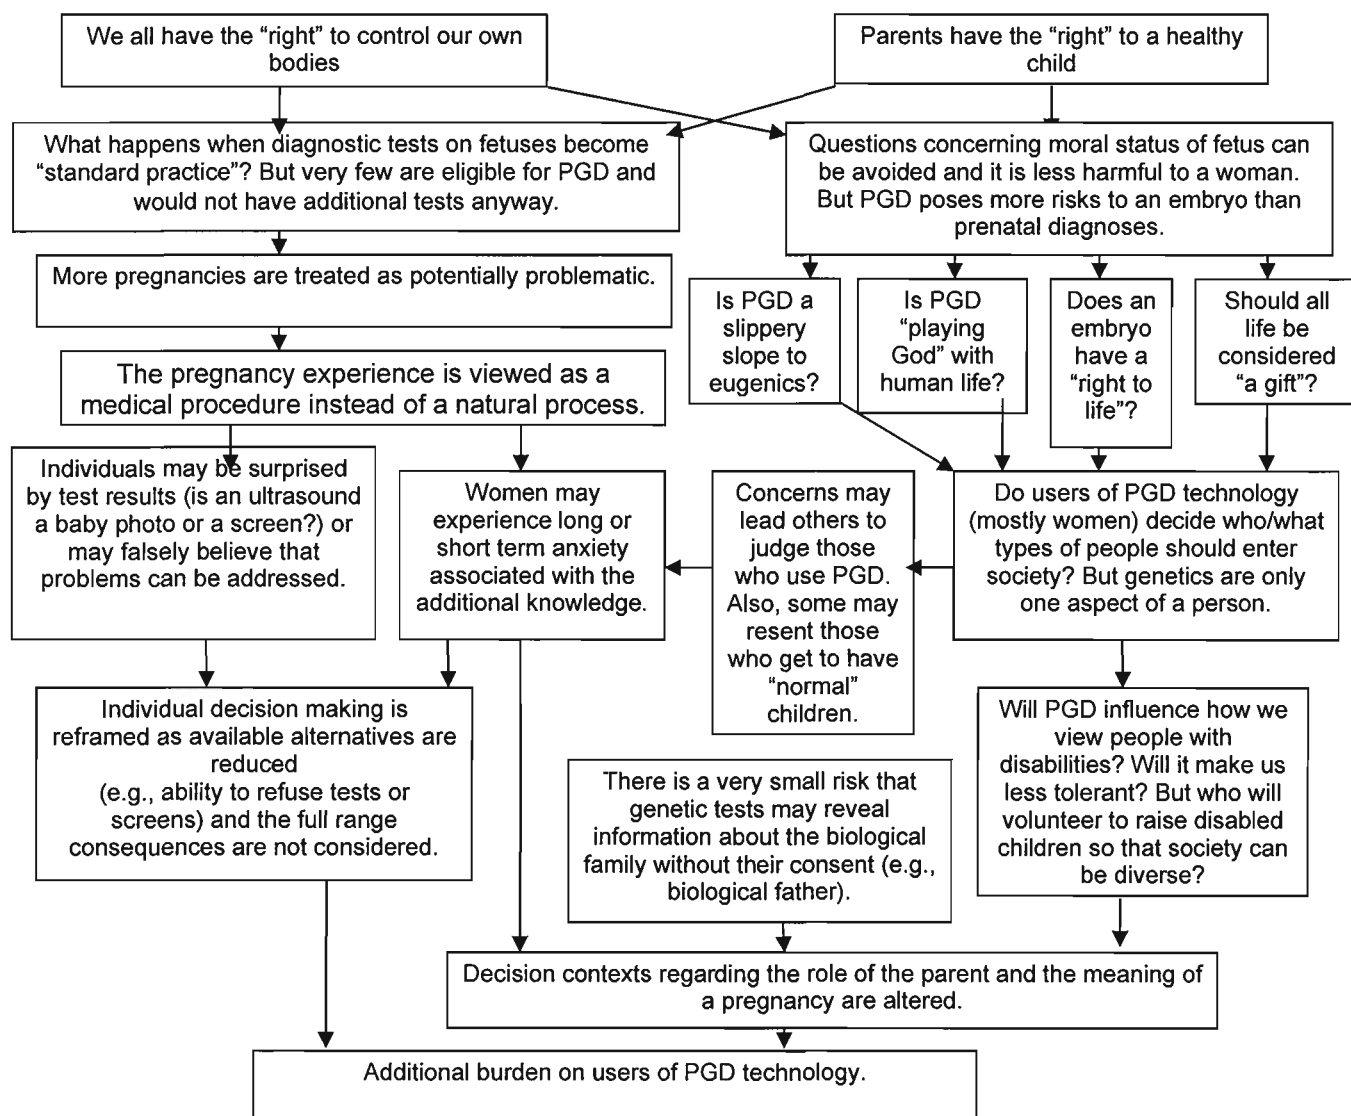 We all have the “right” to control our own
bodies
Parents have the “right” to a healthy
child
What happens when diagnostic tests on fetuses become
“standard practice”? But very few are eligible for PGD and
would not have additional tests anyway.
Questions concerning moral status of fetus can
be avoided and it is less harmful to a woman.
But PGD poses more risks to an embryo than
prenatal diagnoses.
More pregnancies are treated as potentially problematic.
Is PGD a
slippery
slope to
eugenics?
Is PGD
“playing
God” with
human life?
Does an
embryo
have a
“right to
life”?
Should all
life be
considered
“a gift”?
The pregnancy experience is viewed as a
medical procedure instead of a natural process.
Individuals may be surprised
by test results (is an ultrasound
a baby photo or a screen?) or
may falsely believe that
problems can be addressed.
Women may
experience long or
short term anxiety
associated with the
additional knowledge.
Concerns may
lead others to
judge those
who use PGD.
Also, some may
resent those
who get to have
“normal”
children.
Do users of PGD technology
(mostly women) decide who/what
types of people should enter
society? But genetics are only
one aspect of a person.
Individual decision making is
reframed as available alternatives are
reduced
(e.g., ability to refuse tests or
screens) and the full range
consequences are not considered.
There is a very small risk that
genetic tests may reveal
information about the biological
family without their consent (e.g.,
biological father).
Will PGD influence how we
view people with
disabilities? Will it make us
less tolerant? But who will
volunteer to raise disabled
children so that society can
be diverse?
Decision contexts regarding the role of the parent and the meaning of
a pregnancy are altered.
Additional burden on users of PGD technology.